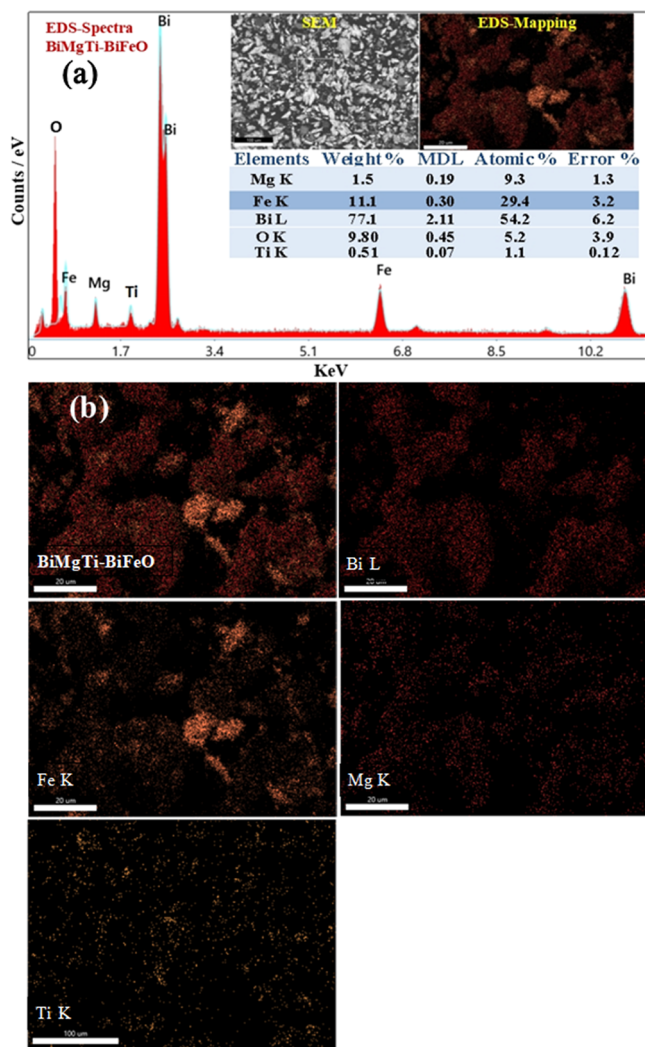 EDS-Spectra
BiMgTi-BiFeO
(a)
SEM
EDS-Mapping
20 um
Bi
Bi
O
Fe
Mg
Ti
Fe
Bi
Counts / eV
Elements Weight % MDL Atomic % Error %
Mg K 1.5 0.19 9.3 1.3
Fe K 11.1 0.30 29.4 3.2
Bi L 77.1 2.11 54.2 6.2
O K 9.80 0.45 5.2 3.9
Ti K 0.51 0.07 1.1 0.12
0 1.7 3.4 5.1 6.8 8.5 10.2
KeV
(b)
BiMgTi-BiFeO
20 um
Bi L
20 um
Fe K
20 um
Mg K
20 um
Ti K
100 um